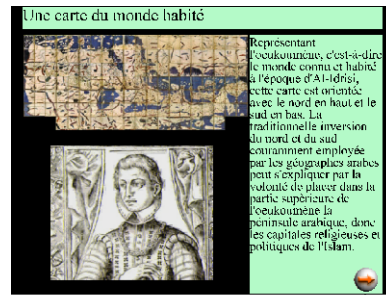 Une carte du monde habité
Représentant
l'oeukoumène, c'est-à-dire
le monde connu et habité
à l'époque d'Al-Idrisi,
cette carte est orientée
avec le nord en haut et le
sud en bas. La
traditionnelle inversion
du nord et du sud
couramment employée
par les géographes arabes
peut s'expliquer par la
volonté de placer dans la
partie supérieure de
l'oeukoumène la
péninsule arabique, donc
les capitales religieuses et
politiques de l'Islam.